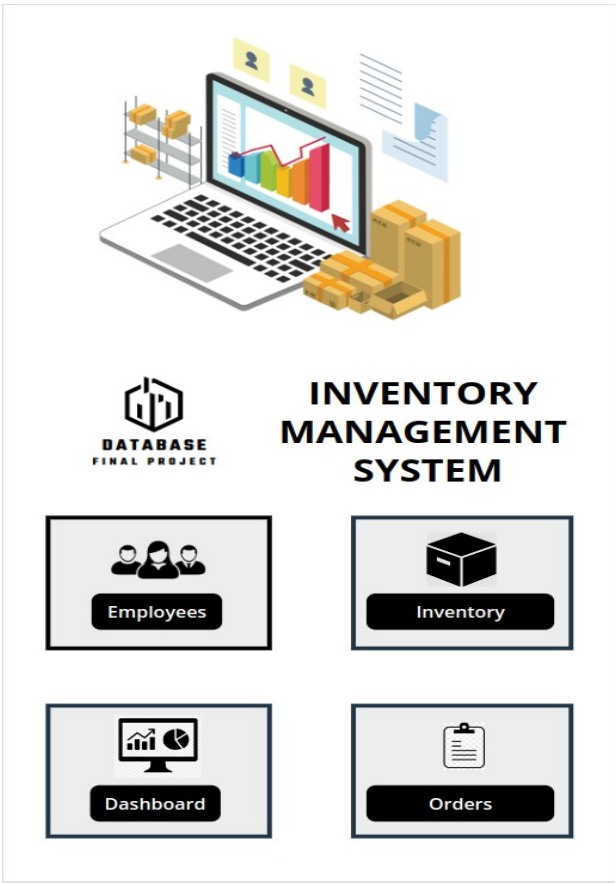 DATABASE
FINAL PROJECT
INVENTORY
MANAGEMENT
SYSTEM
Employees
Inventory
Dashboard
Orders